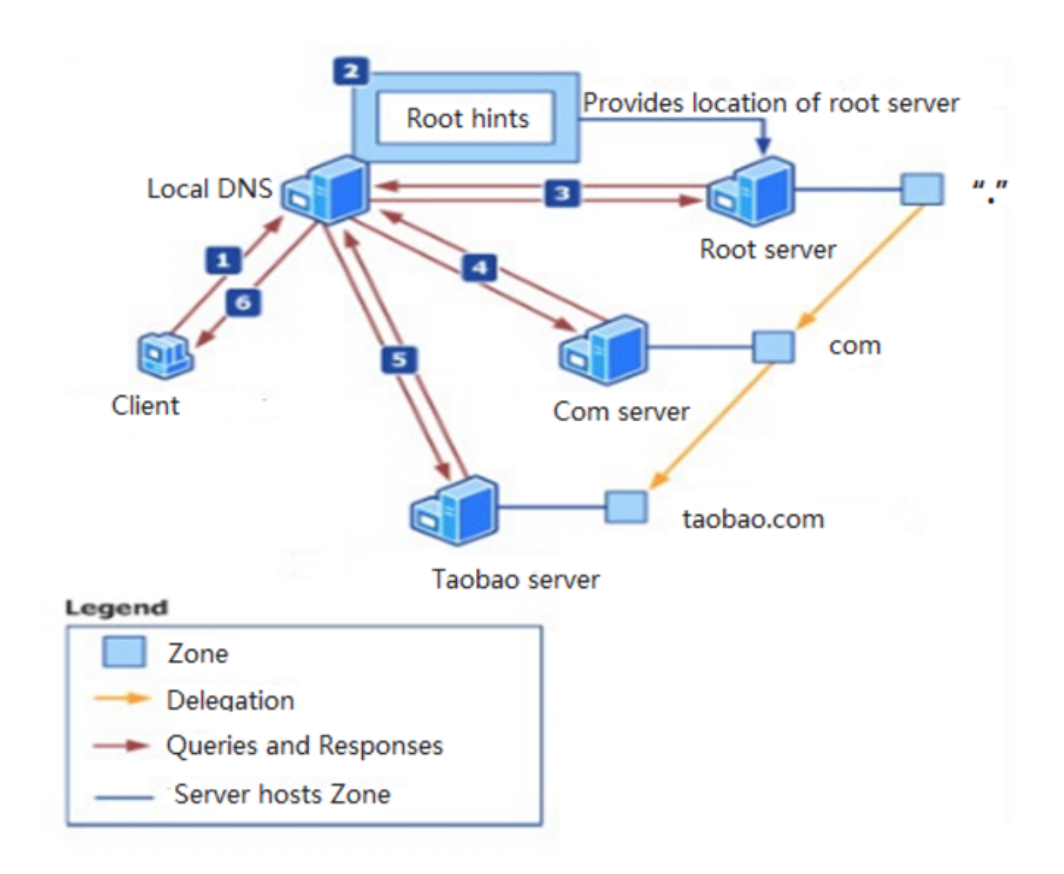 2
Root hints
Provides location of root server
Local DNS
3
“.”
Root server
1
4
6
com
5
Client
Com server
taobao.com
Taobao server
Legend
Zone
Delegation
Queries and Responses
Server hosts Zone